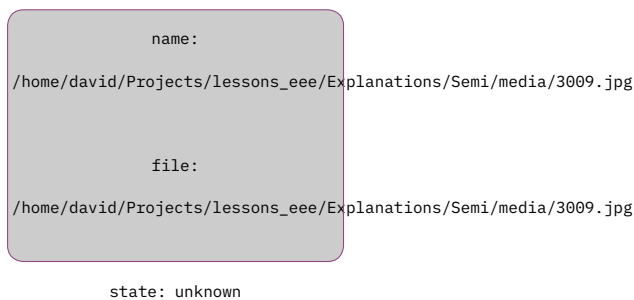 name:
/home/david/Projects/lessons_eee/Explanations/Semi/media/3009.jpg
file:
/home/david/Projects/lessons_eee/Explanations/Semi/media/3009.jpg
state: unknown